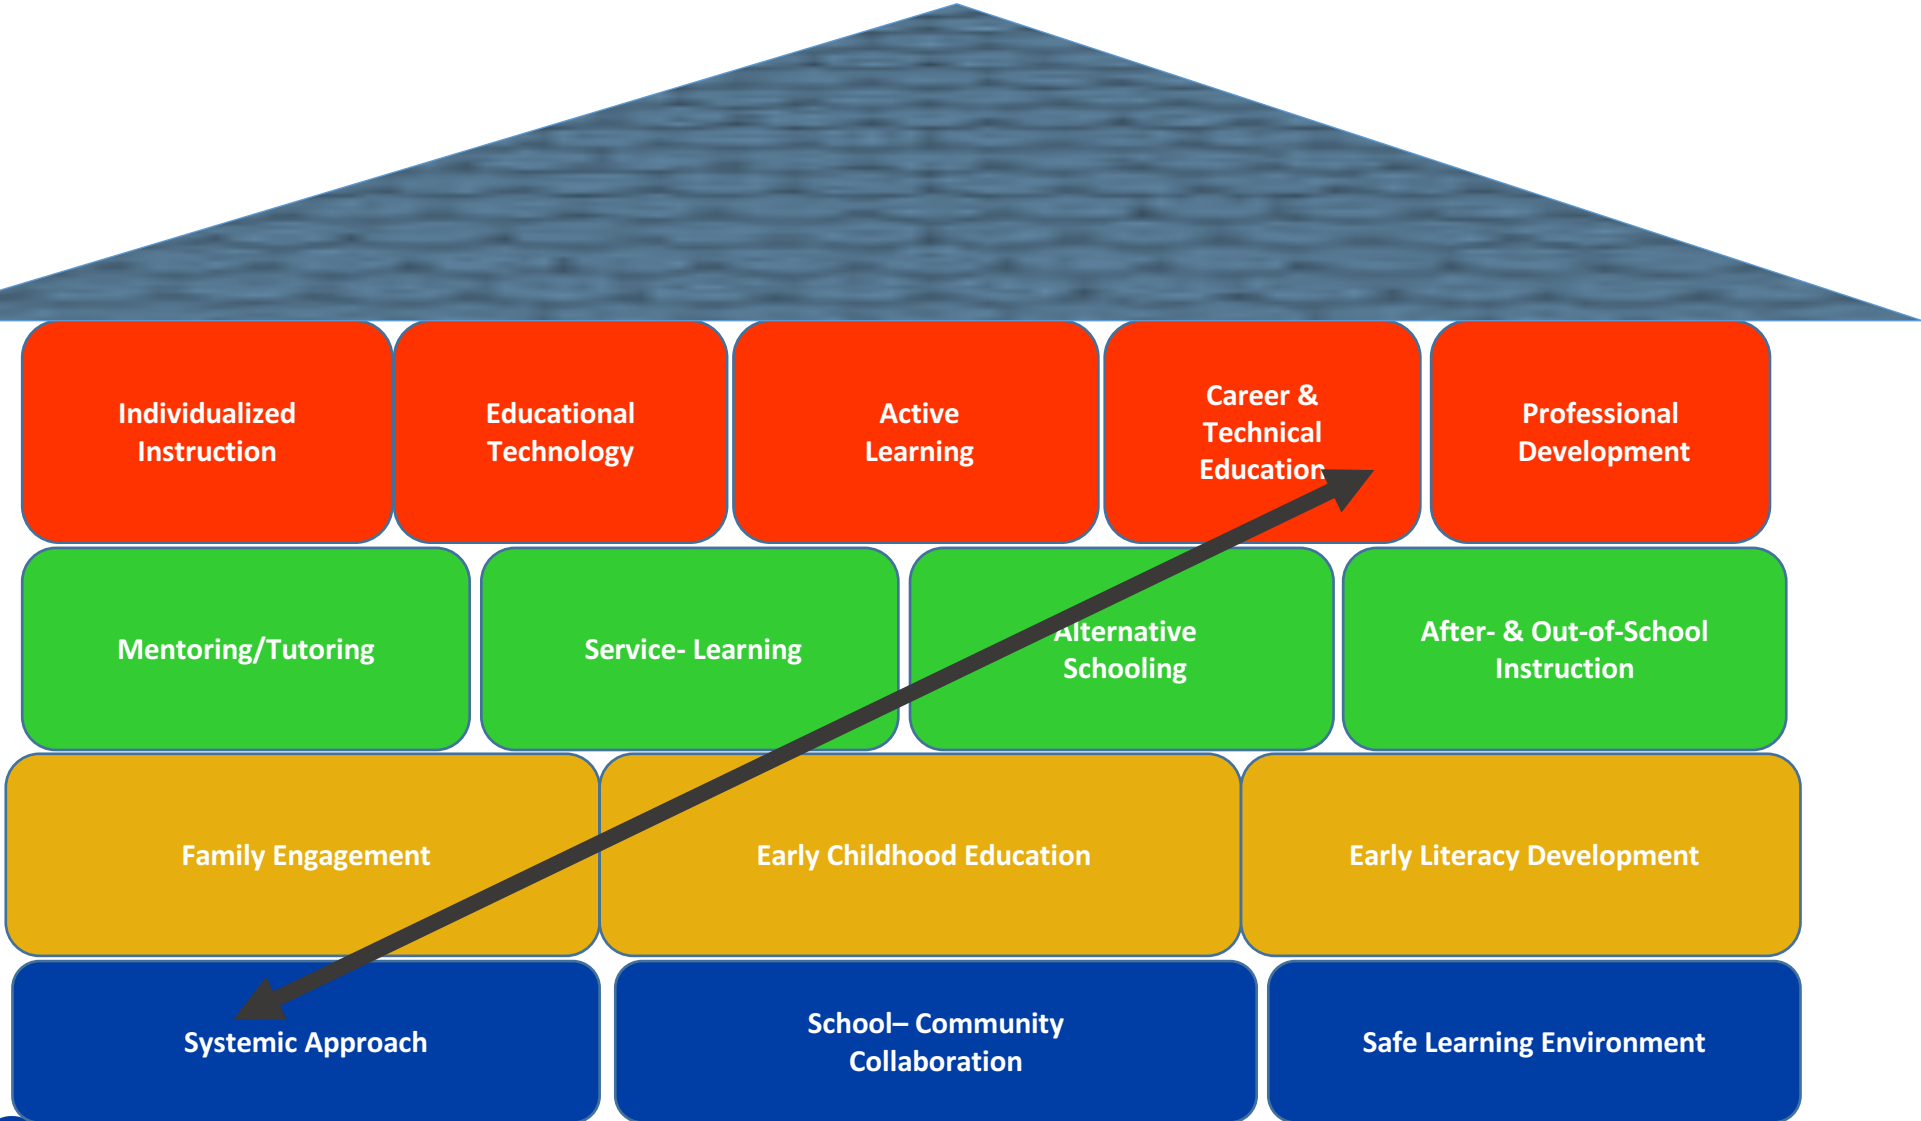 Individualized
Instruction
Educational
Technology
Active
Learning
Career &
Technical
Education
Professional
Development
Mentoring/Tutoring
Service- Learning
Alternative
Schooling
After- & Out-of-School
Instruction
Family Engagement
Early Childhood Education
Early Literacy Development
Systemic Approach
School– Community
Collaboration
Safe Learning Environment